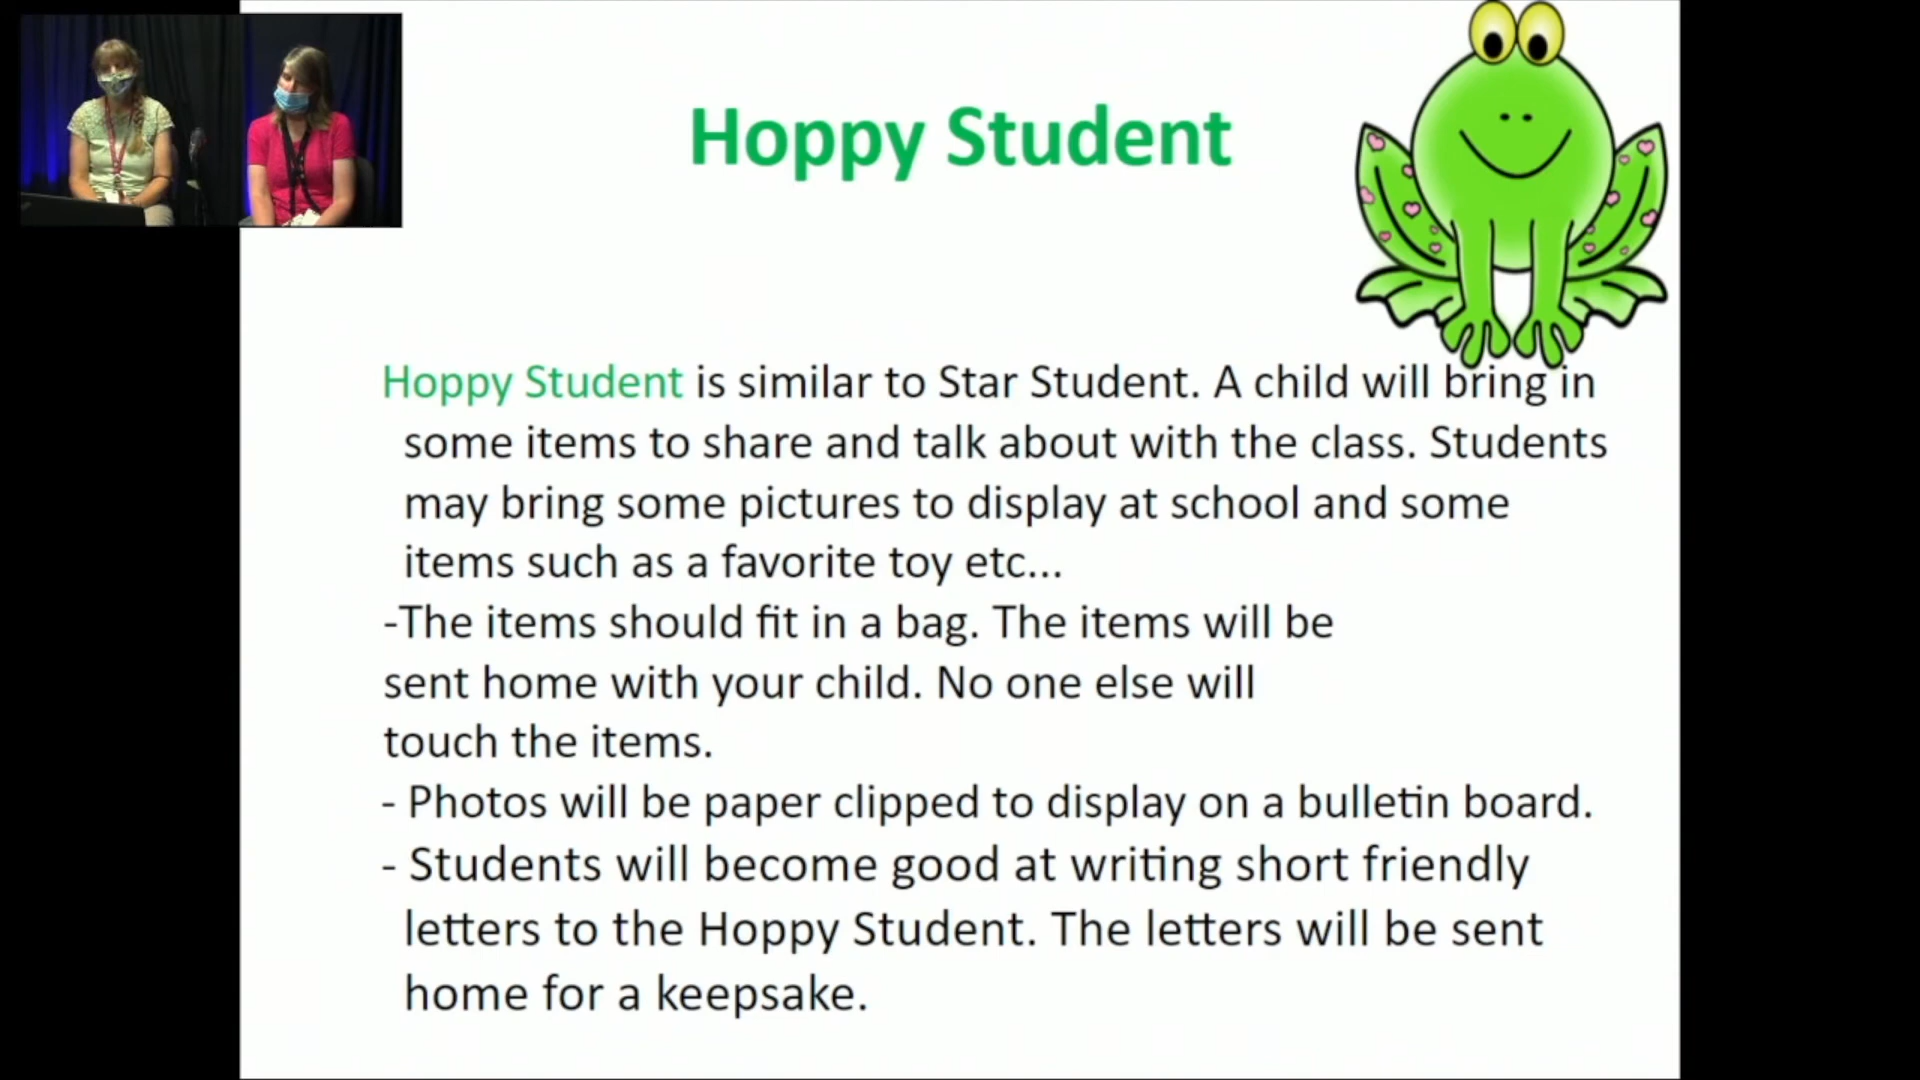 Hoppy Student
Hoppy Student is similar to Star Student. A child will bring in
some items to share and talk about with the class. Students
may bring some pictures to display at school and some
items such as a favorite toy etc...
-The items should fit in a bag. The items will be
sent home with your child. No one else will
touch the items.
- Photos will be paper clipped to display on a bulletin board.
- Students will become good at writing short friendly
letters to the Hoppy Student. The letters will be sent
home for a keepsake.